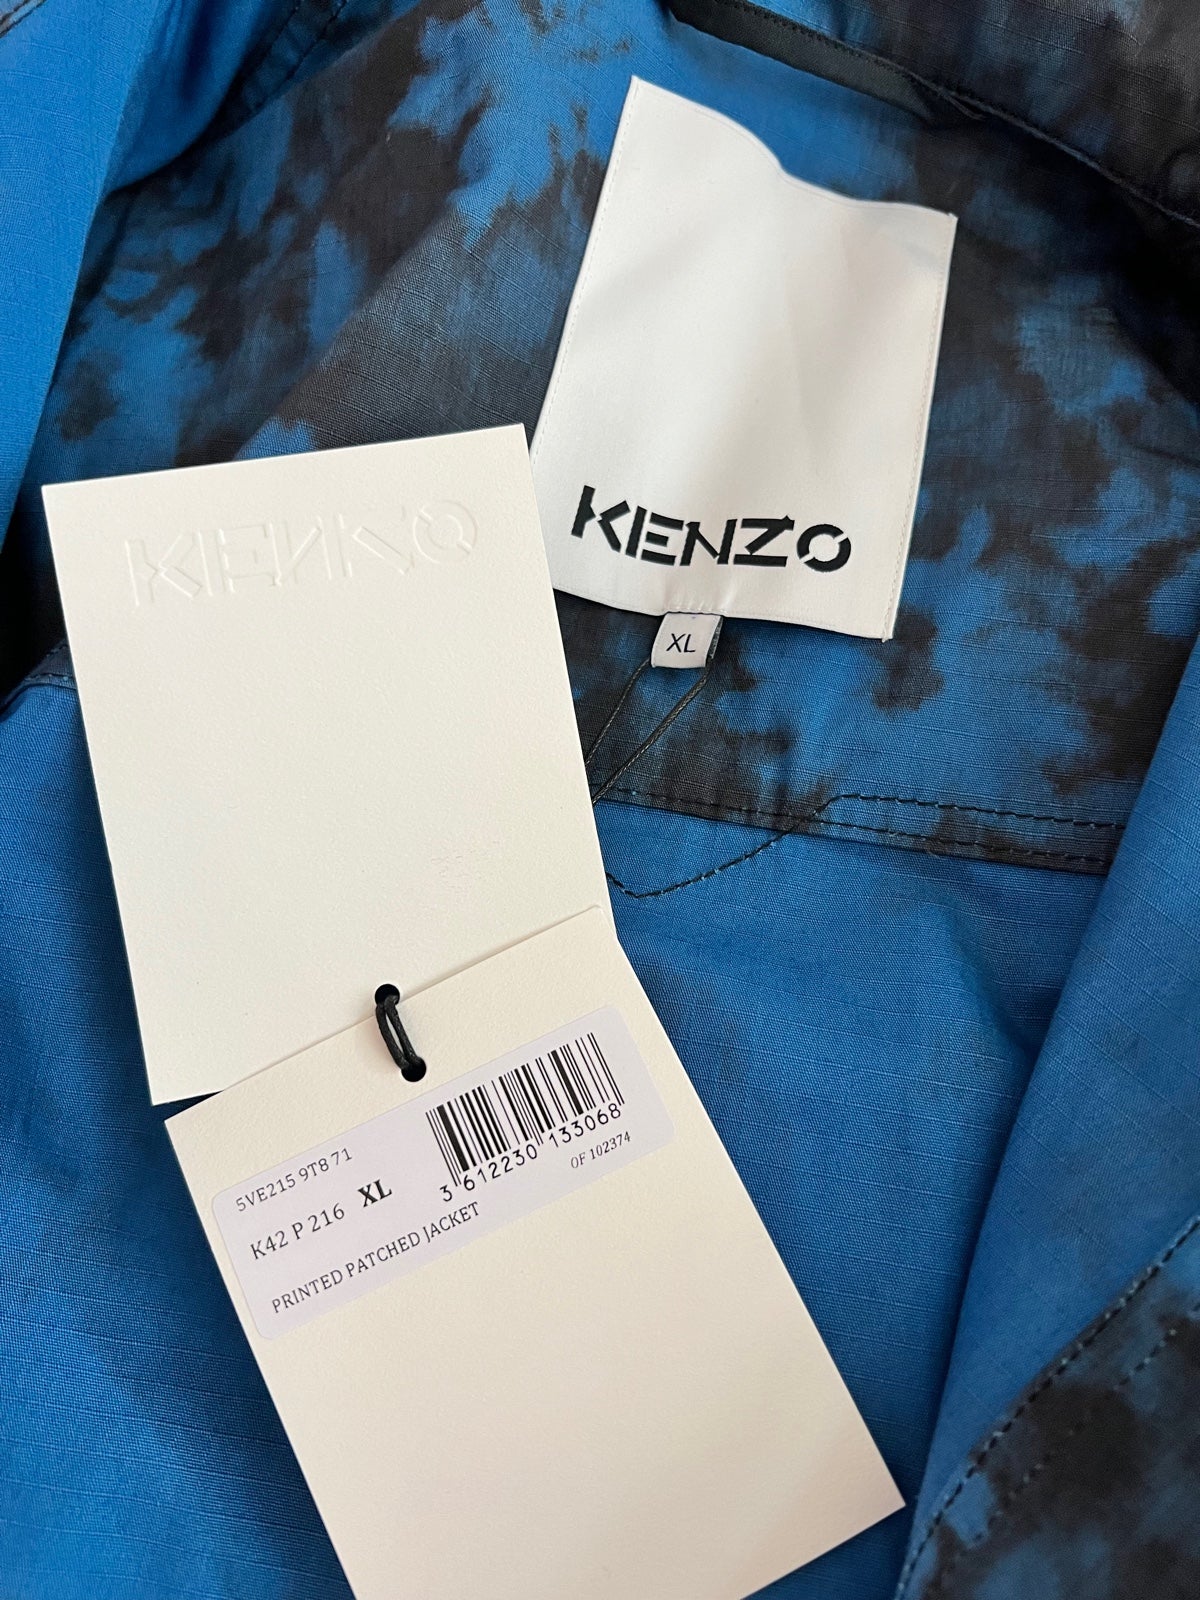 KENZO
XL
KENZO
5VE215 9T8 71
K42 P 216 XL
PRINTED PATCHED JACKET
3 612230 133068
OF 102374